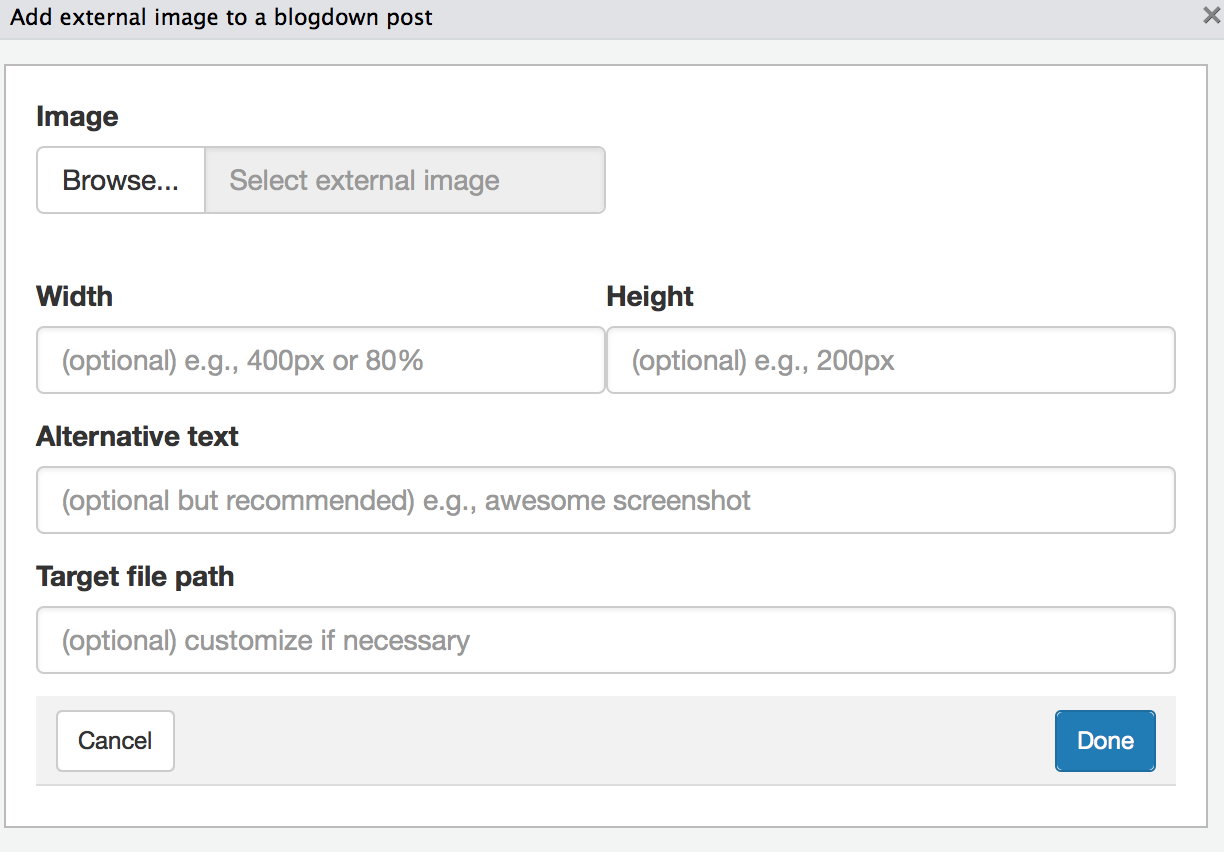 Add external image to a blogdown post
Image
Browse... Select external image
Width Height
(optional) e.g., 400px or 80% (optional) e.g., 200px
Alternative text
(optional but recommended) e.g., awesome screenshot
Target file path
(optional) customize if necessary
Cancel Done